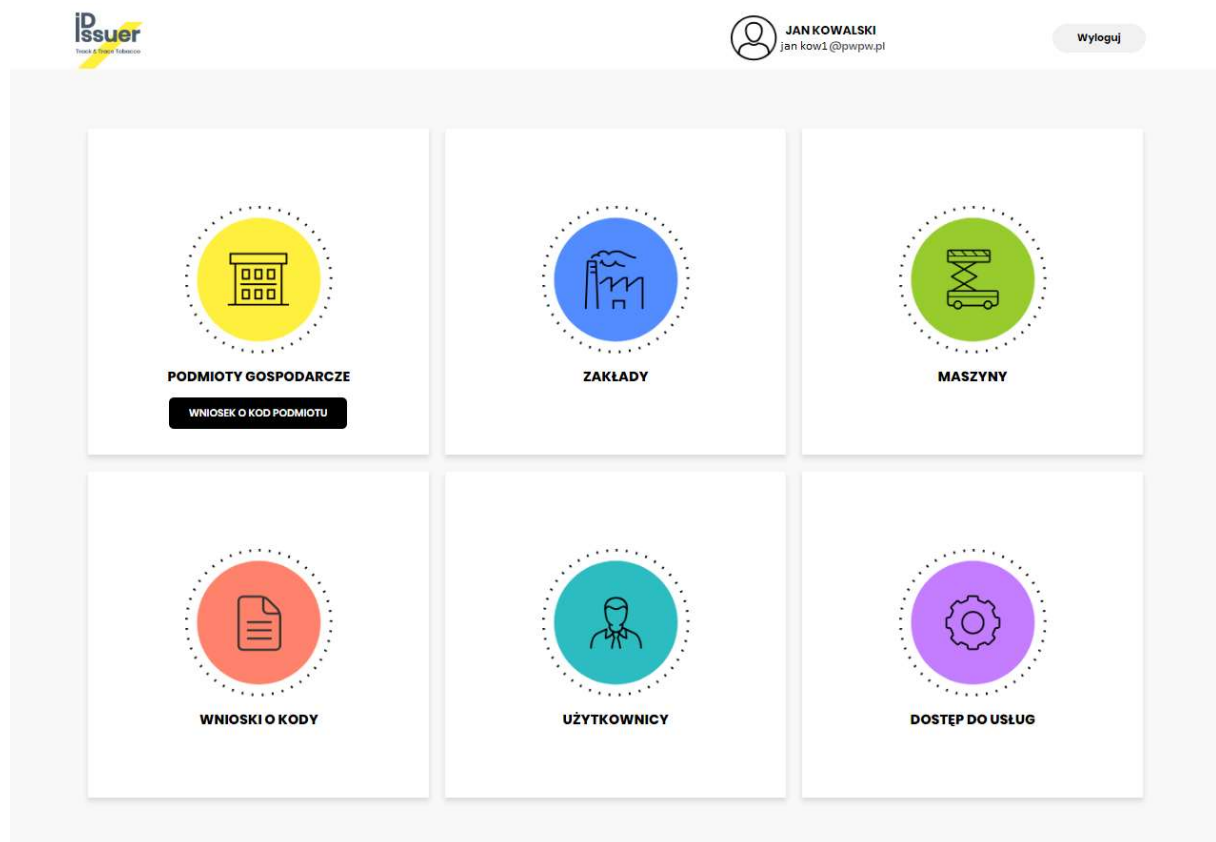 iD
issuer
Track & Trace Tobacco
JAN KOWALSKI
jan kow1@pwpw.pl
Wyloguj
PODMIOTY GOSPODARCZE
WNIOSEK O KOD PODMIOTU
ZAKŁADY
MASZYNY
WNIOSKI O KODY
UŻYTKOWNICY
DOSTĘP DO USŁUG